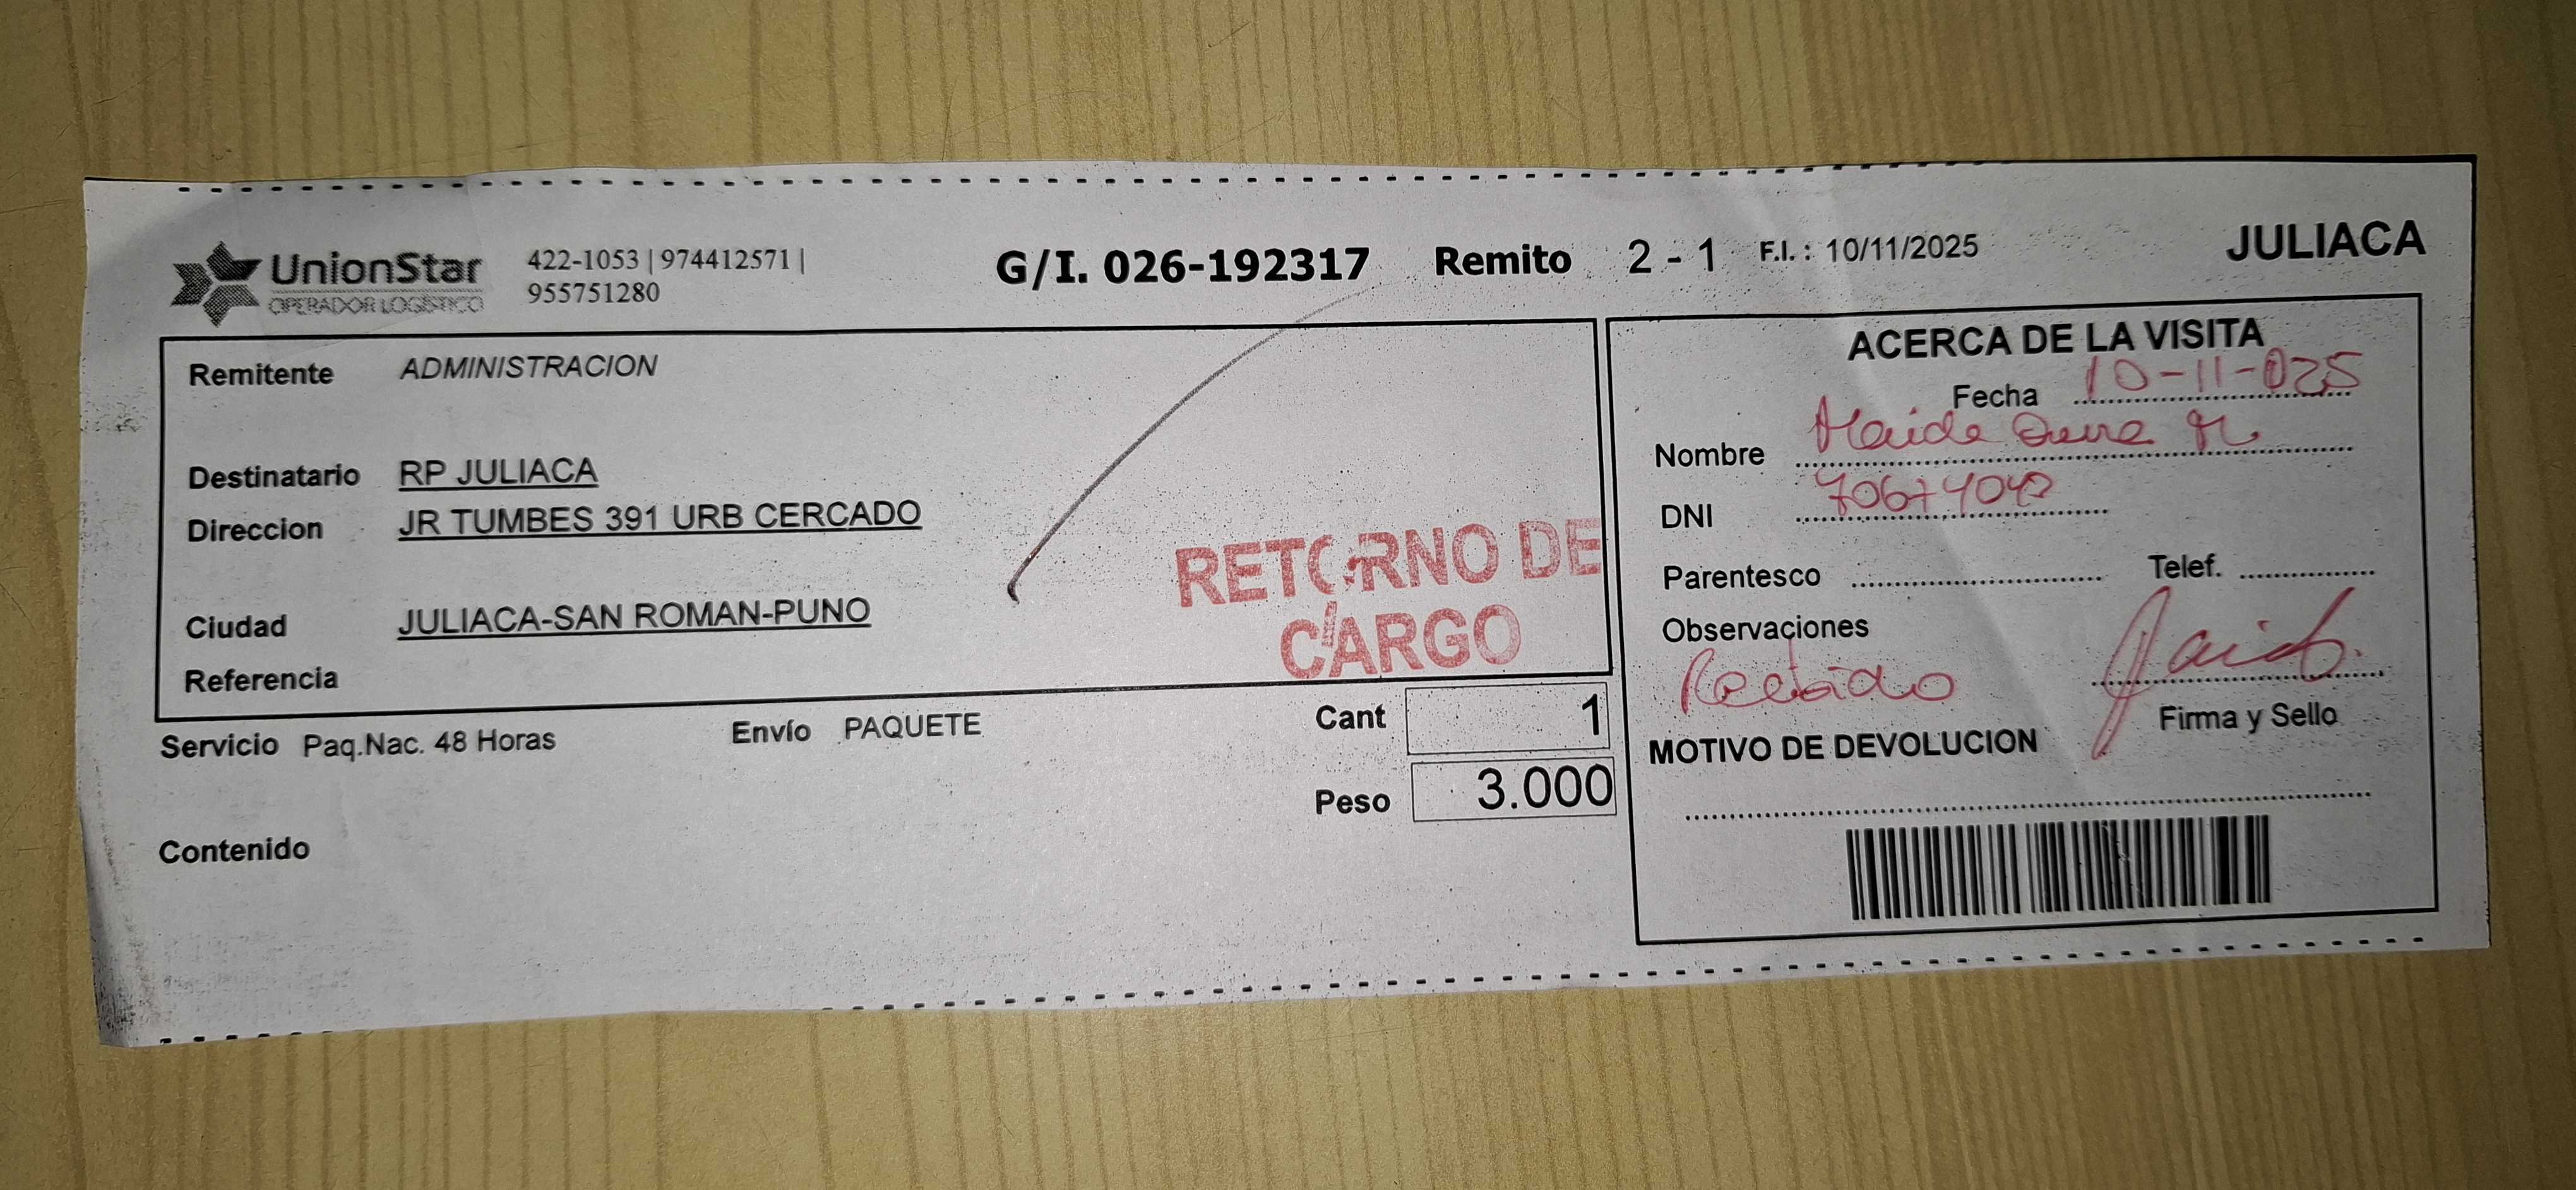 UnionStar
OPERADOR LOGÍSTICO
422-1053 | 974412571 |
955751280
G/I. 026-192317 Remito 2 - 1 F.I. : 10/11/2025
JULIACA
Remitente ADMINISTRACION
Destinatario RP JULIACA
Direccion JR TUMBES 391 URB CERCADO
Ciudad JULIACA-SAN ROMAN-PUNO
Referencia
RETORNO DE
CARGO
Servicio Paq.Nac. 48 Horas Envío PAQUETE
Cant 1
Peso 3.000
Contenido
ACERCA DE LA VISITA
Fecha 10-11-025
Nombre
DNI
Parentesco Telef.
Observaciones
Recibido
Firma y Sello
MOTIVO DE DEVOLUCION